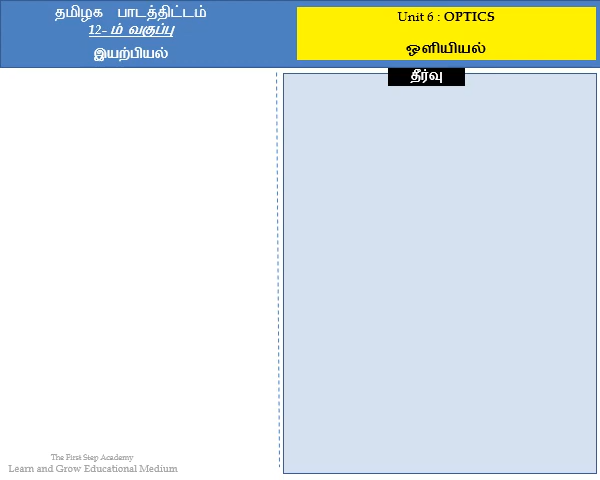 தமிழக பாடத்திட்டம்
12- ம் வகுப்பு
இயற்பியல்
Unit 6 : OPTICS
ஒளியியல்
தீர்வு
The First Step Academy
Learn and Grow Educational Medium